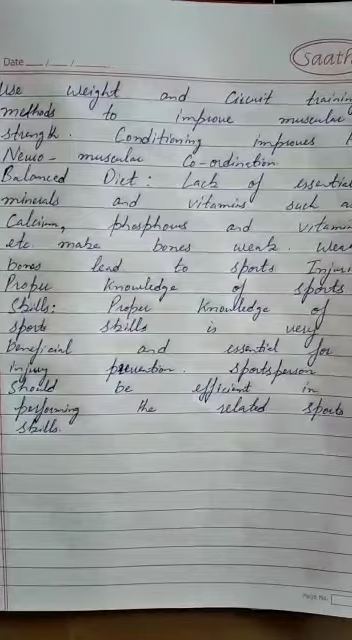 Date __/__/__
saath
Use weight and Circuit training
methods to improve muscular
strength. Conditioning improves
Neuro-muscular Co-ordination.
Balanced Diet: Lack of essential
minerals and vitamins such as
Calcium, phosphorus and vitamin
etc. make bones weak. weak
bones lead to sports Injuri
Proper Knowledge of sports
Skills: Proper Knowledge of
sports skills is very
beneficial and essential for
injury prevention. sportsperson
should be efficient in
performing the related sports
skills.
Page No.